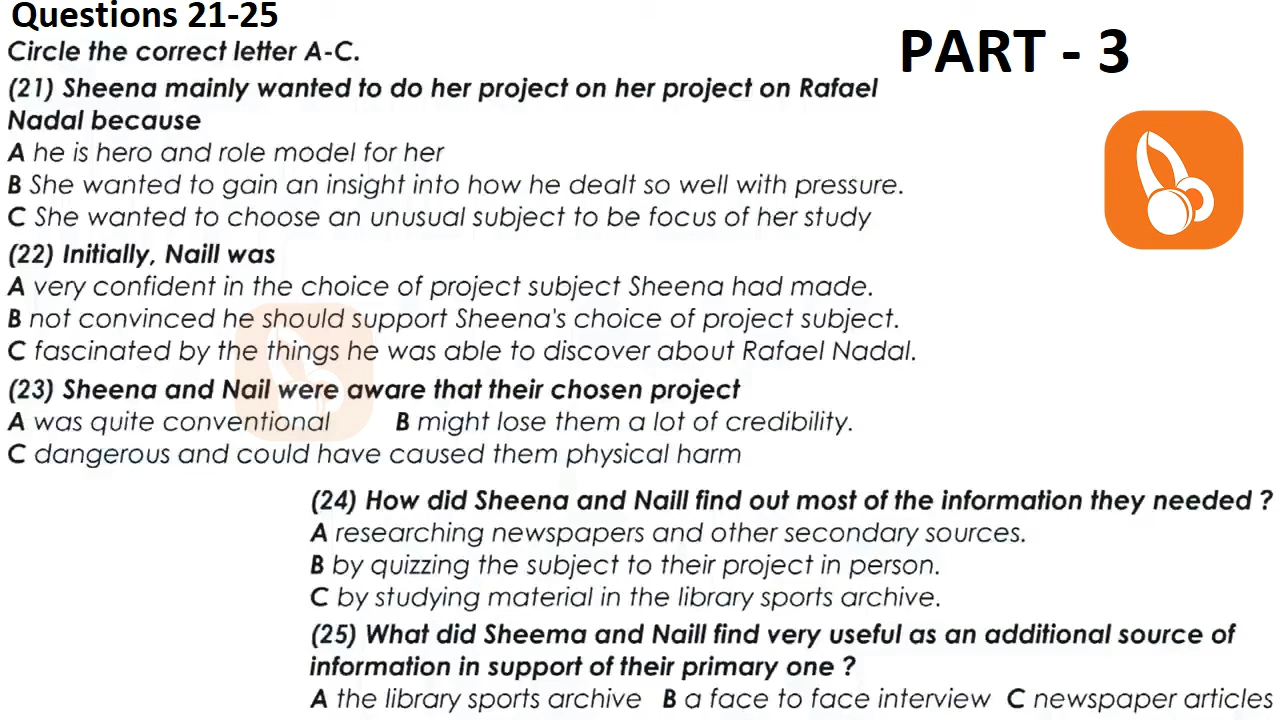 Questions 21-25
PART - 3
Circle the correct letter A-C.
(21) Sheena mainly wanted to do her project on her project on Rafael
Nadal because
A he is hero and role model for her
B She wanted to gain an insight into how he dealt so well with pressure.
C She wanted to choose an unusual subject to be focus of her study
(22) Initially, Naill was
A very confident in the choice of project subject Sheena had made.
B not convinced he should support Sheena's choice of project subject.
C fascinated by the things he was able to discover about Rafael Nadal.
(23) Sheena and Nail were aware that their chosen project
A was quite conventional B might lose them a lot of credibility.
C dangerous and could have caused them physical harm
(24) How did Sheena and Naill find out most of the information they needed ?
A researching newspapers and other secondary sources.
B by quizzing the subject to their project in person.
C by studying material in the library sports archive.
(25) What did Sheema and Naill find very useful as an additional source of
information in support of their primary one ?
A the library sports archive B a face to face interview C newspaper articles